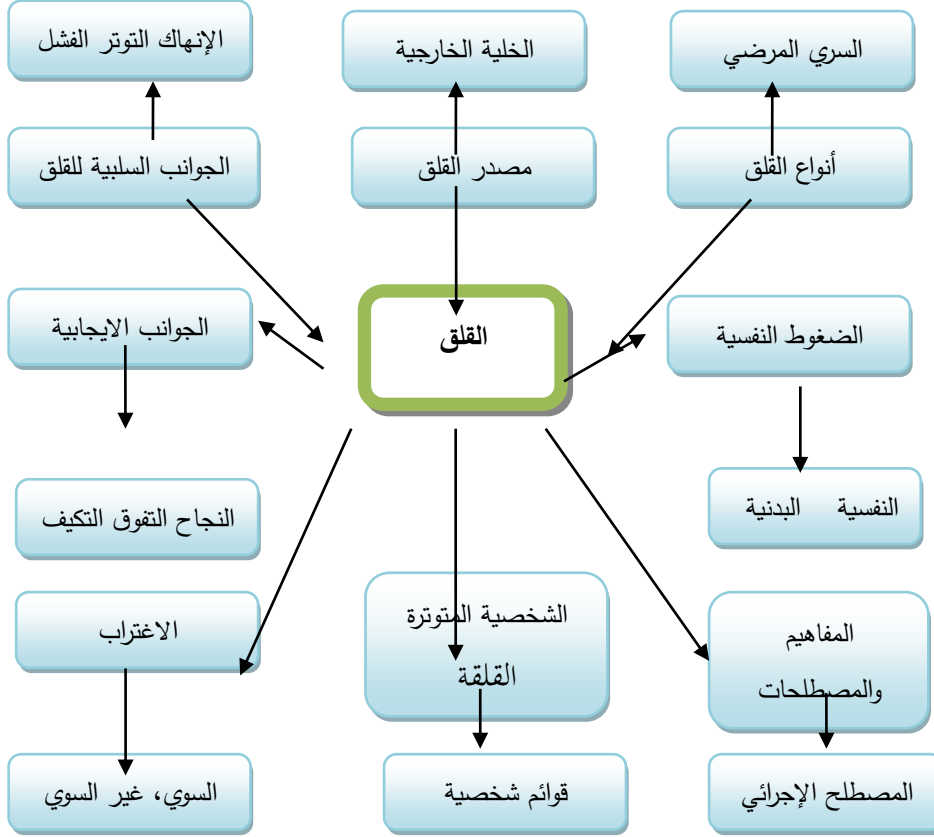 السري المرضي
الخلية الخارجية
الإنهاك التوتر الفشل
أنواع القلق
مصدر القلق
الجوانب السلبية للقلق
الضغوط النفسية
القلق
الجوانب الايجابية
النفسية البدنية
النجاح التفوق التكيف
المفاهيم
والمصطلحات
الشخصية المتوترة
القلقة
الاغتراب
المصطلح الإجرائي
قوائم شخصية
السوي، غير السوي